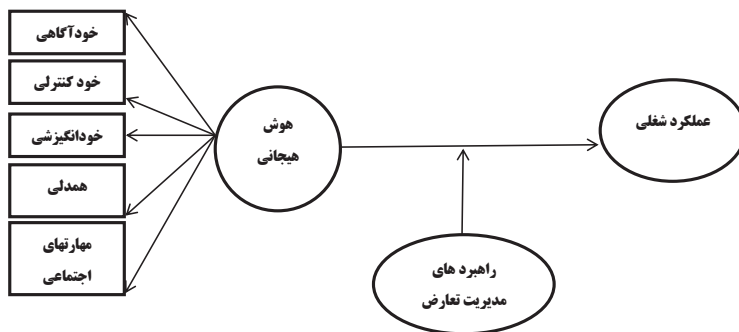 خودآگاهی
خود کنترلی
خودانگیزشی
همدلی
مهارتهای
اجتماعی
هوش
هیجانی
راهبرد های
مدیریت تعارض
عملکرد شغلی